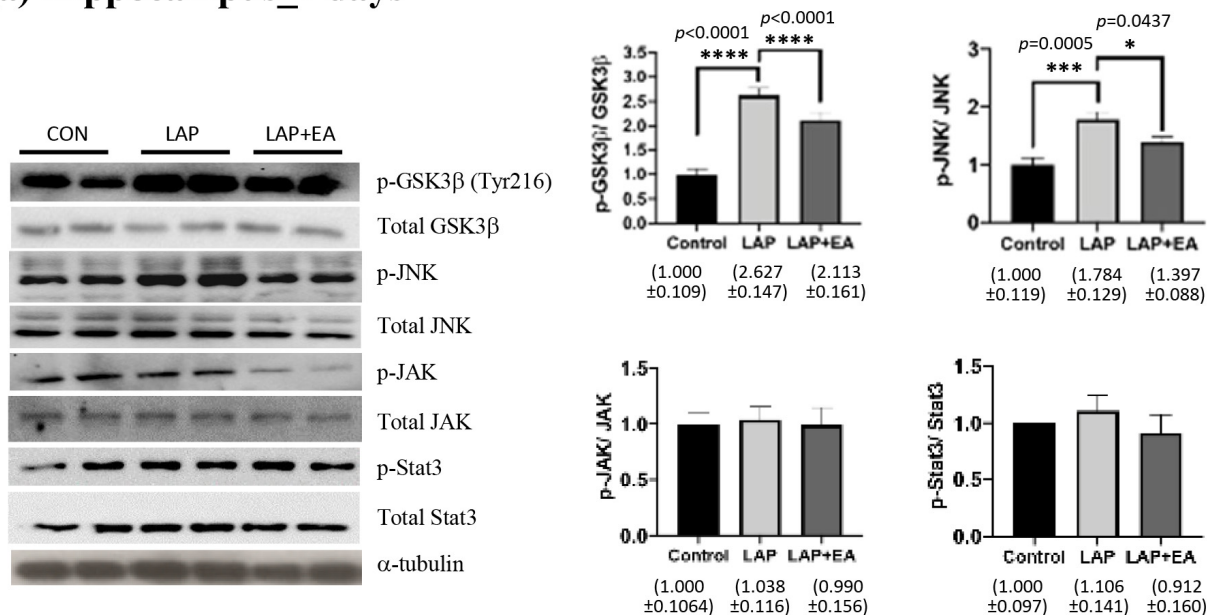 CON LAP LAP+EA
p-GSK3β (Tyr216)
Total GSK3β
p-JNK
Total JNK
p-JAK
Total JAK
p-Stat3
Total Stat3
α-tubulin
p<0.0001 p<0.0001
**** ****
p-GSK3β/ GSK3β
3.5
3.0
2.5
2.0
1.5
1.0
0.5
0.0
Control LAP LAP+EA
(1.000 (2.627 (2.113
±0.109) ±0.147) ±0.161)
p=0.0437
p=0.0005 *
***
p-JNK/ JNK
3
2
1
0
Control LAP LAP+EA
(1.000 (1.784 (1.397
±0.119) ±0.129) ±0.088)
p-JAK/ JAK
1.5
1.0
0.5
0.0
Control LAP LAP+EA
(1.000 (1.038 (0.990
±0.1064) ±0.116) ±0.156)
p-Stat3/ Stat3
1.5
1.0
0.5
0.0
Control LAP LAP+EA
(1.000 (1.106 (0.912
±0.097) ±0.141) ±0.160)